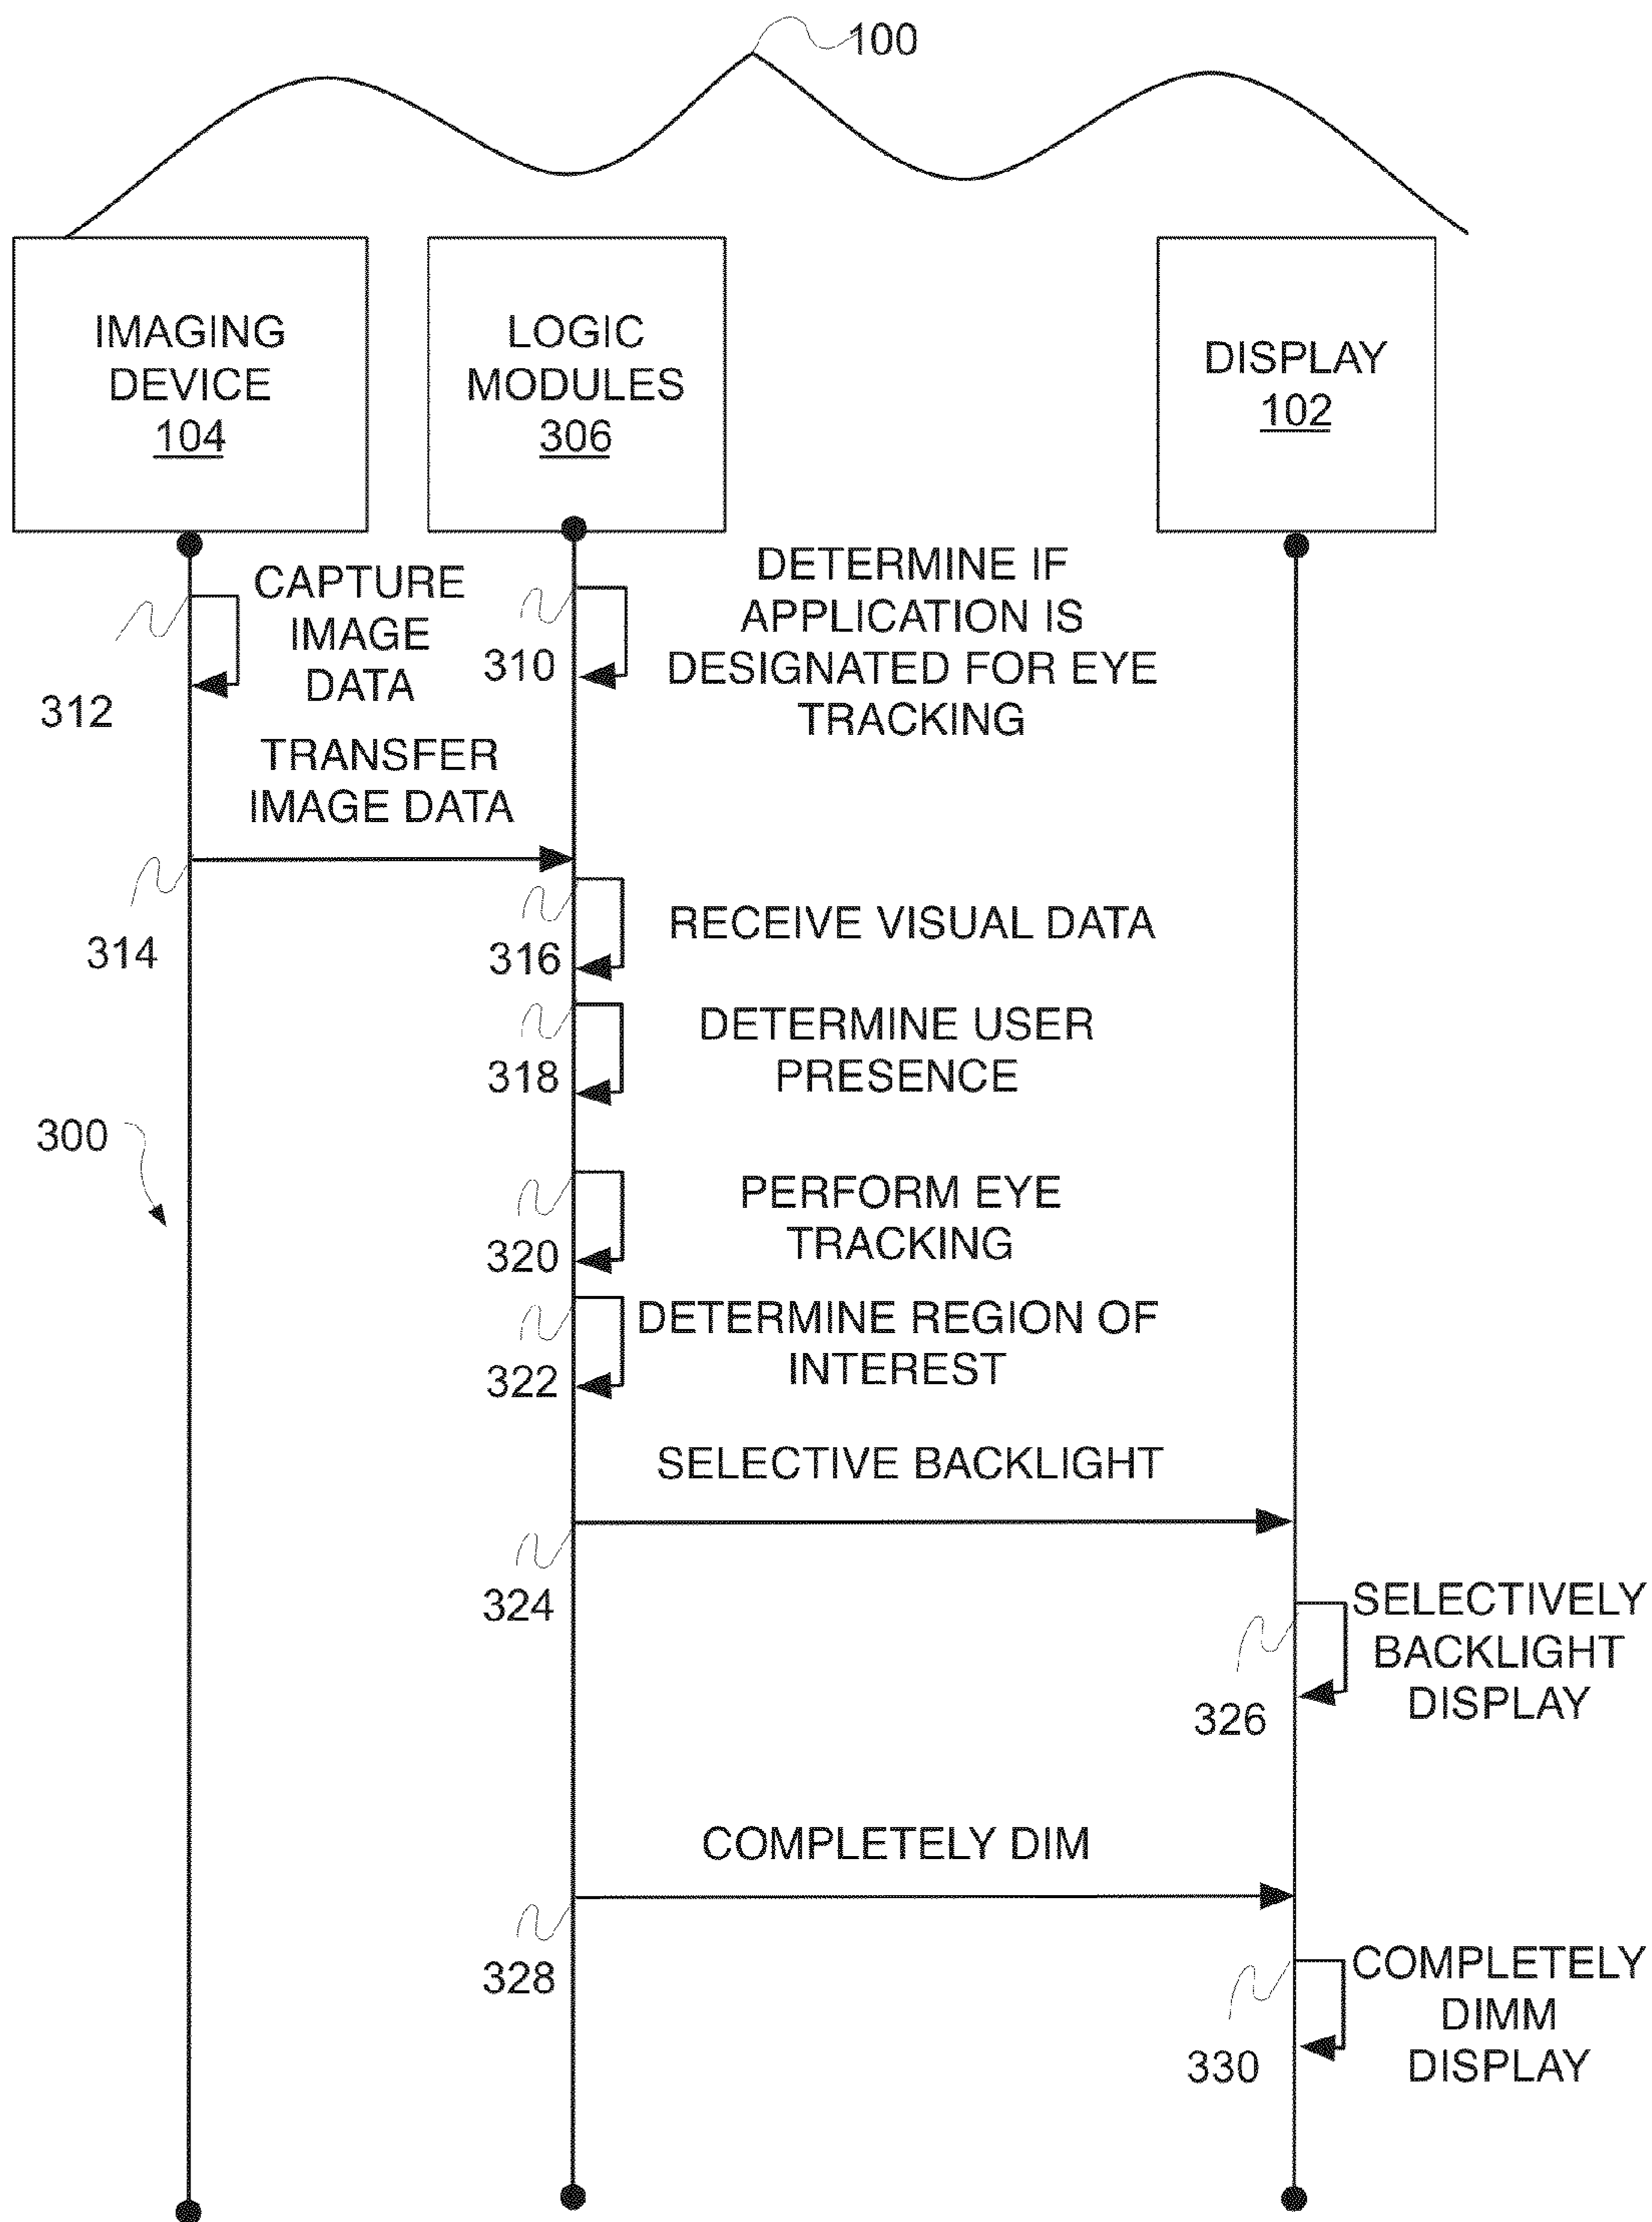 100
IMAGING
DEVICE
104
LOGIC
MODULES
306
DISPLAY
102
CAPTURE
IMAGE
DATA
312
310
DETERMINE IF
APPLICATION IS
DESIGNATED FOR EYE
TRACKING
TRANSFER
IMAGE DATA
314
316
RECEIVE VISUAL DATA
318
DETERMINE USER
PRESENCE
300
320
PERFORM EYE
TRACKING
322
DETERMINE REGION OF
INTEREST
SELECTIVE BACKLIGHT
324
SELECTIVELY
BACKLIGHT
DISPLAY
326
COMPLETELY DIM
328
COMPLETELY
DIMM
DISPLAY
330